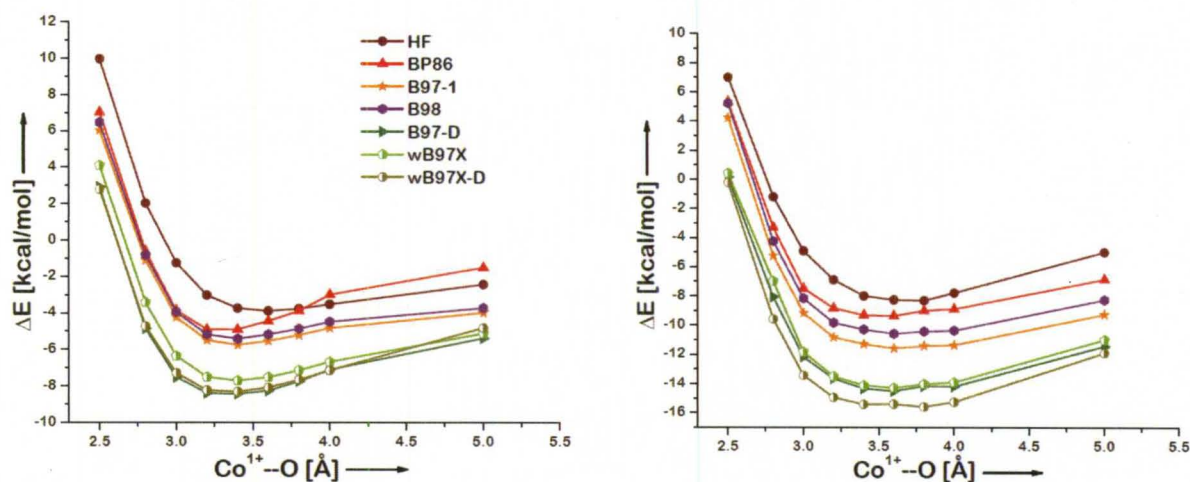 12
10
8
6
4
2
0
-2
-4
-6
-8
-10
ΔE [kcal/mol]
HF
BP86
B97-1
B98
B97-D
wB97X
wB97X-D
2.5 3.0 3.5 4.0 4.5 5.0 5.5
Co1+--O [Å]
10
8
6
4
2
0
-2
-4
-6
-8
-10
-12
-14
-16
ΔE [kcal/mol]
2.5 3.0 3.5 4.0 4.5 5.0 5.5
Co1+--O [Å]